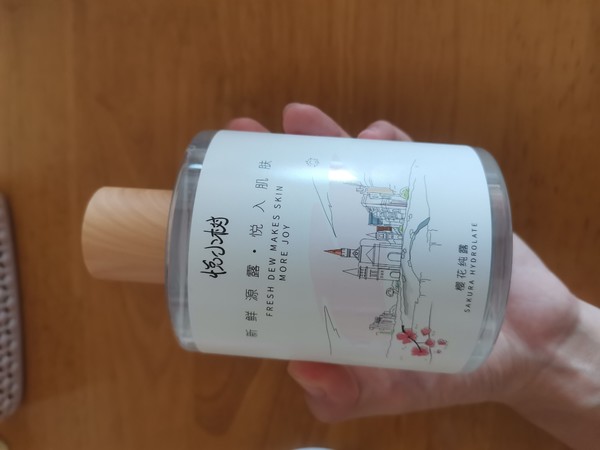 悦小树
新鲜源露·悦入肌肤
FRESH DEW MAKES SKIN
MORE JOY
樱花纯露
SAKURA HYDROLATE